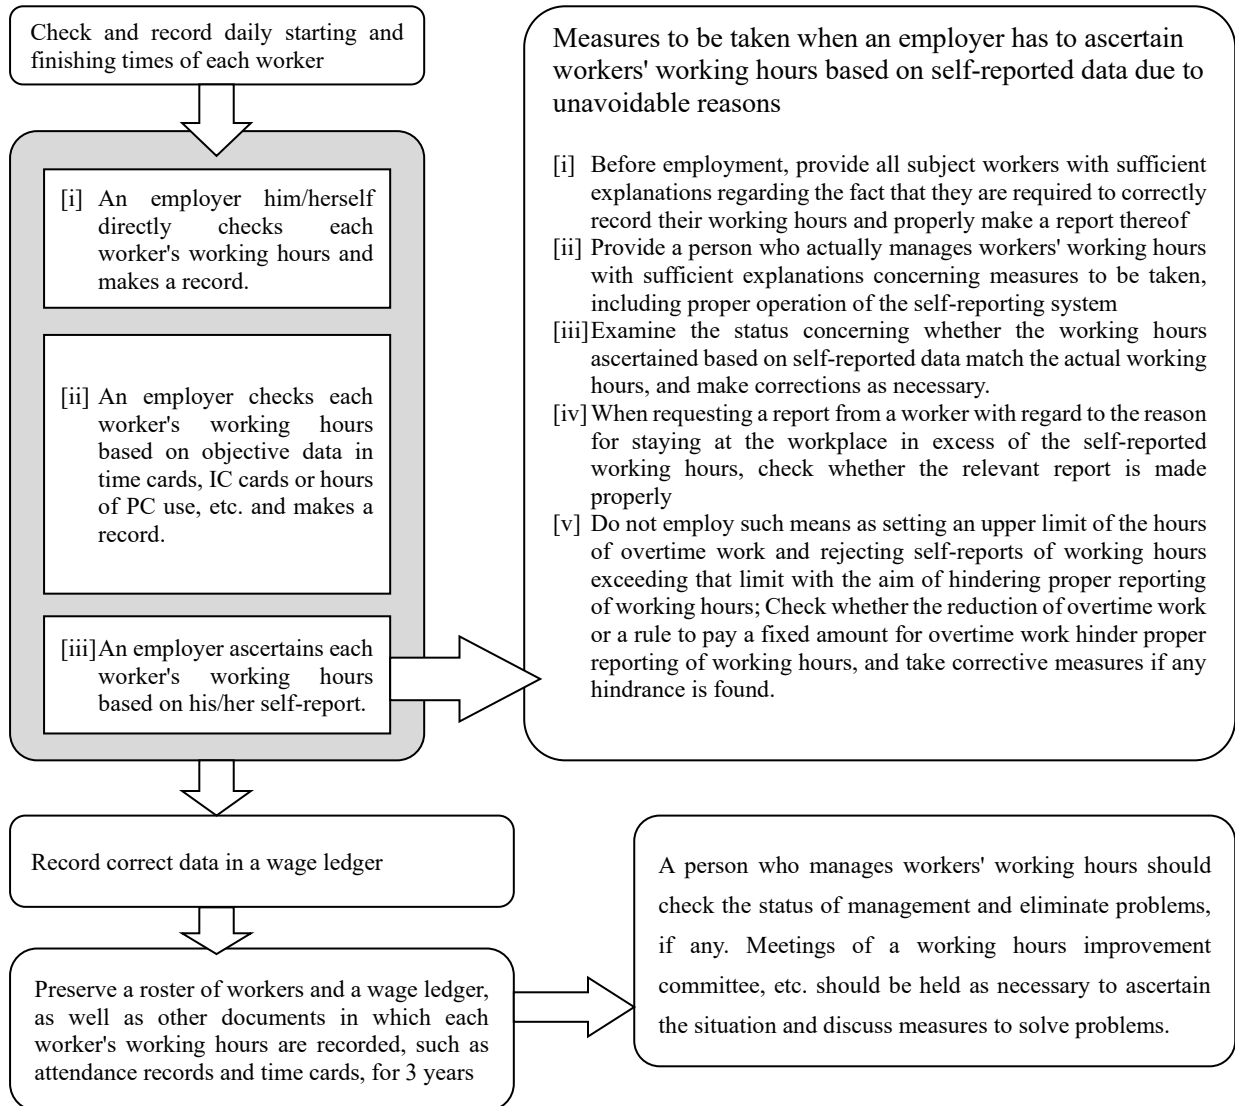 Check and record daily starting and
finishing times of each worker
[i] An employer him/herself
directly checks each
worker's working hours and
makes a record.
[ii] An employer checks each
worker's working hours
based on objective data in
time cards, IC cards or hours
of PC use, etc. and makes a
record.
[iii]An employer ascertains each
worker's working hours
based on his/her self-report.
Measures to be taken when an employer has to ascertain
workers' working hours based on self-reported data due to
unavoidable reasons
[i] Before employment, provide all subject workers with sufficient
explanations regarding the fact that they are required to correctly
record their working hours and properly make a report thereof
[ii] Provide a person who actually manages workers' working hours
with sufficient explanations concerning measures to be taken,
including proper operation of the self-reporting system
[iii]Examine the status concerning whether the working hours
ascertained based on self-reported data match the actual working
hours, and make corrections as necessary.
[iv]When requesting a report from a worker with regard to the reason
for staying at the workplace in excess of the self-reported
working hours, check whether the relevant report is made
properly
[v] Do not employ such means as setting an upper limit of the hours
of overtime work and rejecting self-reports of working hours
exceeding that limit with the aim of hindering proper reporting
of working hours; Check whether the reduction of overtime work
or a rule to pay a fixed amount for overtime work hinder proper
reporting of working hours, and take corrective measures if any
hindrance is found.
Record correct data in a wage ledger
Preserve a roster of workers and a wage ledger,
as well as other documents in which each
worker's working hours are recorded, such as
attendance records and time cards, for 3 years
A person who manages workers' working hours should
check the status of management and eliminate problems,
if any. Meetings of a working hours improvement
committee, etc. should be held as necessary to ascertain
the situation and discuss measures to solve problems.